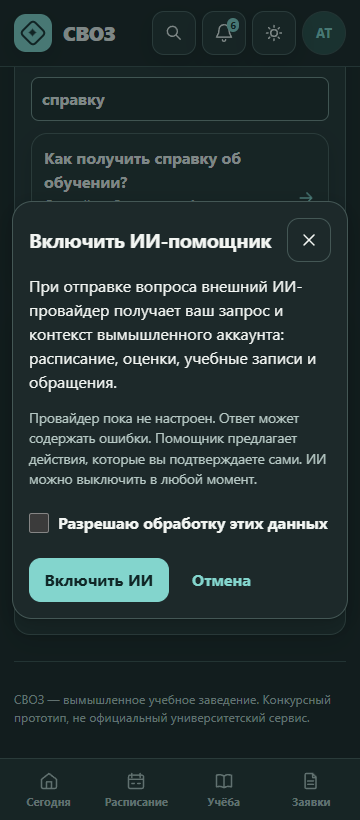 СВОЗ
6
АТ
справку
Как получить справку об
обучении?
Включить ИИ-помощник
При отправке вопроса внешний ИИ-
провайдер получает ваш запрос и
контекст вымышленного аккаунта:
расписание, оценки, учебные записи и
обращения.
Провайдер пока не настроен. Ответ может
содержать ошибки. Помощник предлагает
действия, которые вы подтверждаете сами. ИИ
можно выключить в любой момент.
Разрешаю обработку этих данных
Включить ИИ
Отмена
СВОЗ — вымышленное учебное заведение. Конкурсный
прототип, не официальный университетский сервис.
Сегодня
Расписание
Учёба
Заявки